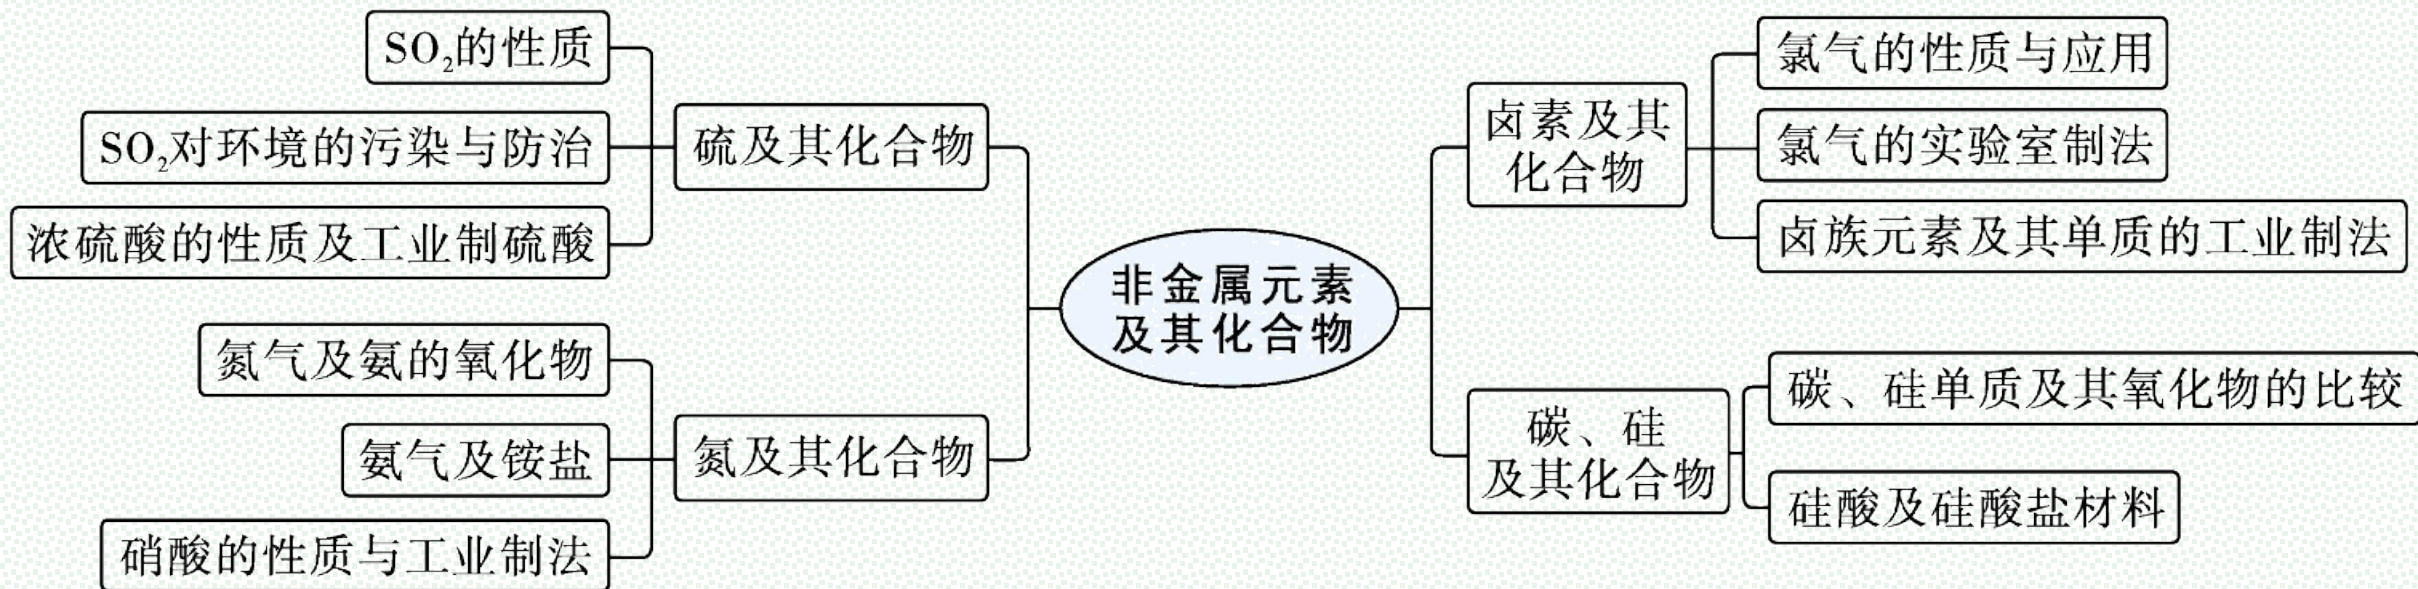 SO₂的性质
SO₂对环境的污染与防治
浓硫酸的性质及工业制硫酸
硫及其化合物
氮气及氨的氧化物
氨气及铵盐
硝酸的性质与工业制法
氮及其化合物
非金属元素
及其化合物
卤素及其
化合物
氯气的性质与应用
氯气的实验室制法
卤族元素及其单质的工业制法
碳、硅
及其化合物
碳、硅单质及其氧化物的比较
硅酸及硅酸盐材料